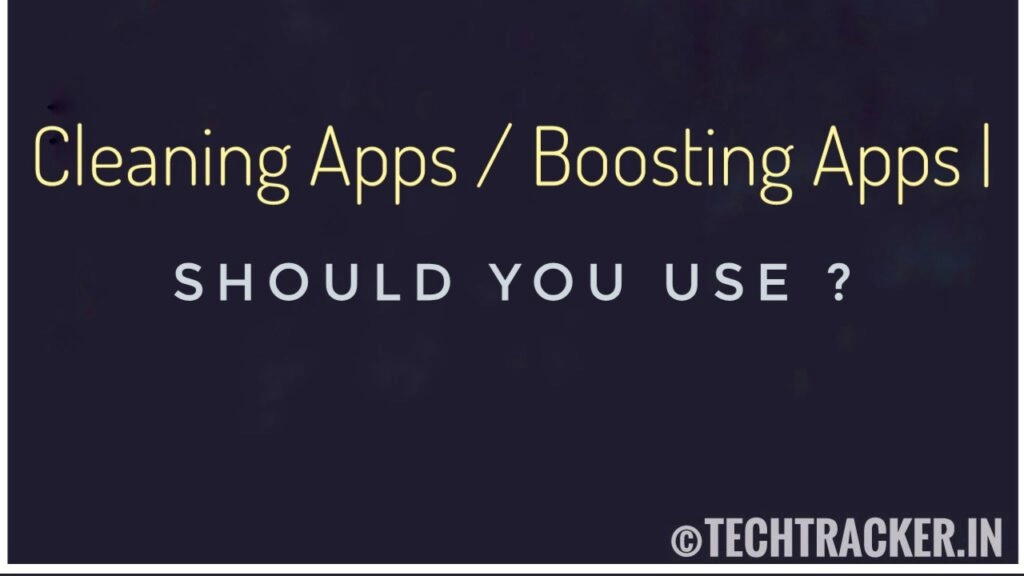 Cleaning Apps / Boosting Apps |
SHOULD YOU USE ?
©TECHTRACKER.IN